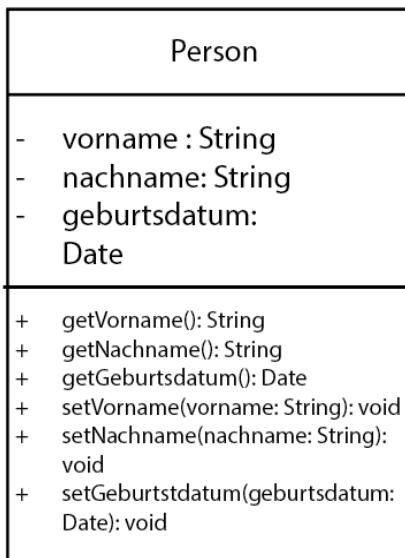 Person
- vorname : String
- nachname: String
- geburtsdatum:
Date
+ getVorname(): String
+ getNachname(): String
+ getGeburtsdatum(): Date
+ setVorname(vorname: String): void
+ setNachname(nachname: String):
void
+ setGeburtstdatum(geburtsdatum:
Date): void